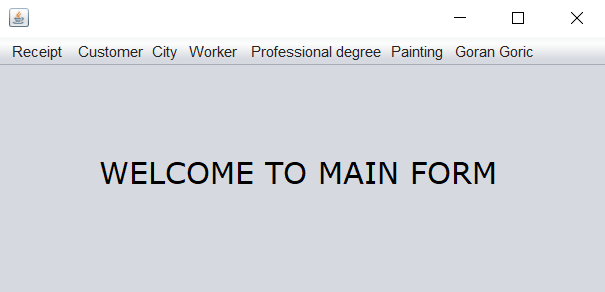 Receipt Customer City Worker Professional degree Painting Goran Goric
WELCOME TO MAIN FORM